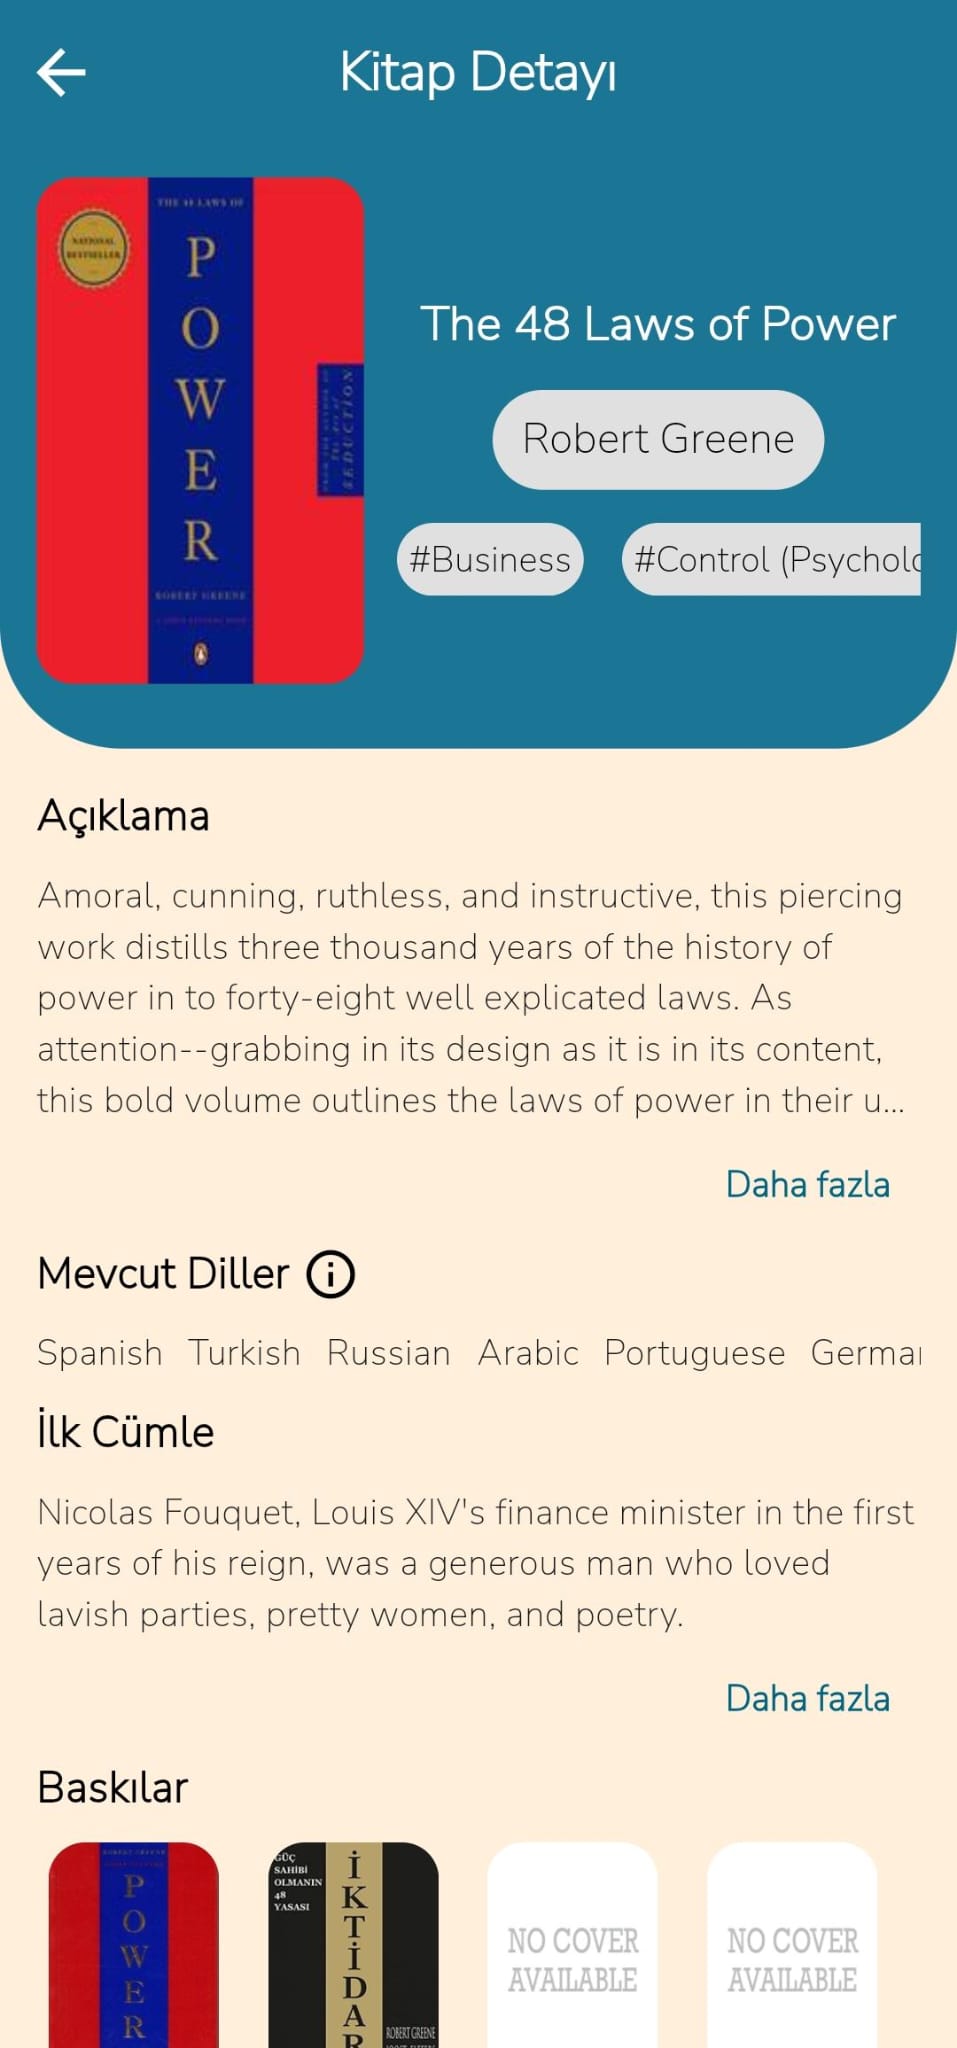 Kitap Detayı
THE 48 LAWS OF
NATIONAL
BESTSELLER
P
O
W
E
R
FROM THE AUTHOR OF
The Art of
SEDUCTION
ROBERT GREENE
The 48 Laws of Power
Robert Greene
#Business #Control (Psycholo
Açıklama
Amoral, cunning, ruthless, and instructive, this piercing
work distills three thousand years of the history of
power in to forty-eight well explicated laws. As
attention--grabbing in its design as it is in its content,
this bold volume outlines the laws of power in their u...
Daha fazla
Mevcut Diller
Spanish Turkish Russian Arabic Portuguese German
İlk Cümle
Nicolas Fouquet, Louis XIV's finance minister in the first
years of his reign, was a generous man who loved
lavish parties, pretty women, and poetry.
Daha fazla
Baskılar
ROBERT GREENE
P
O
W
E
R
GÜÇ
SAHİBİ
OLMANIN
48
YASASI
İ
K
T
İ
D
A
R
ROBERT GREENE
NO COVER
AVAILABLE
NO COVER
AVAILABLE